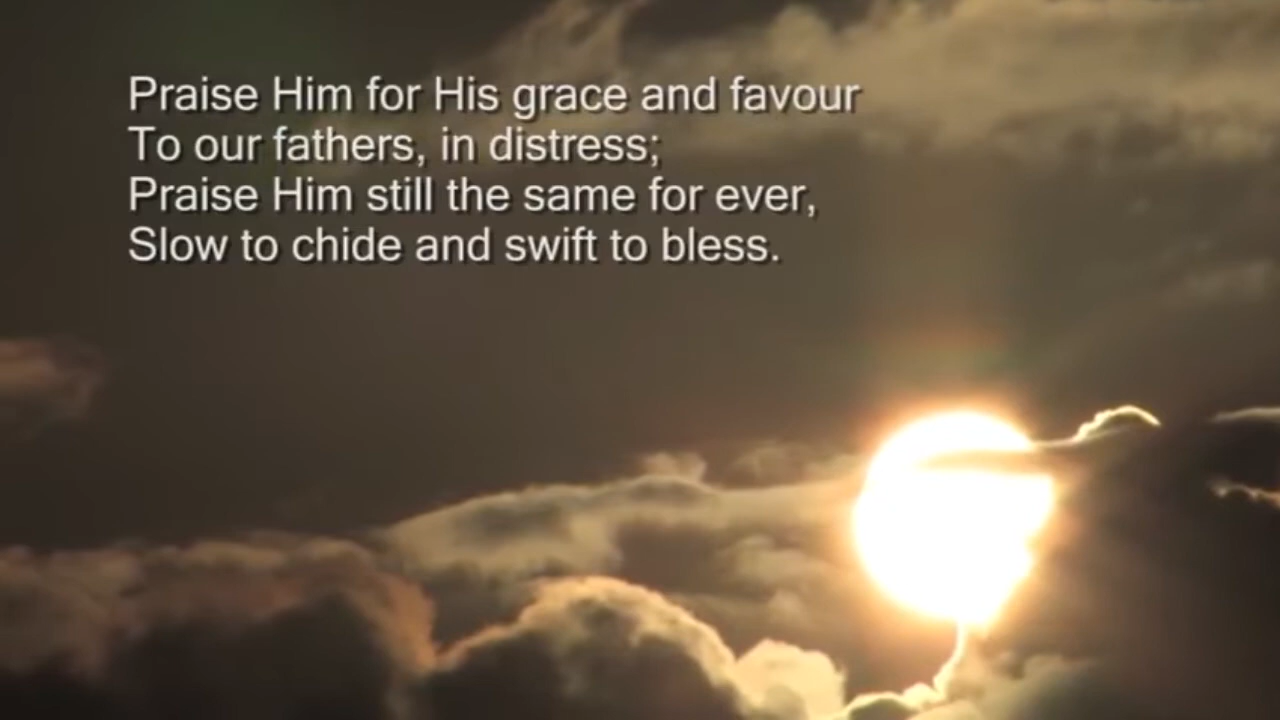 Praise Him for His grace and favour
To our fathers, in distress;
Praise Him still the same for ever,
Slow to chide and swift to bless.